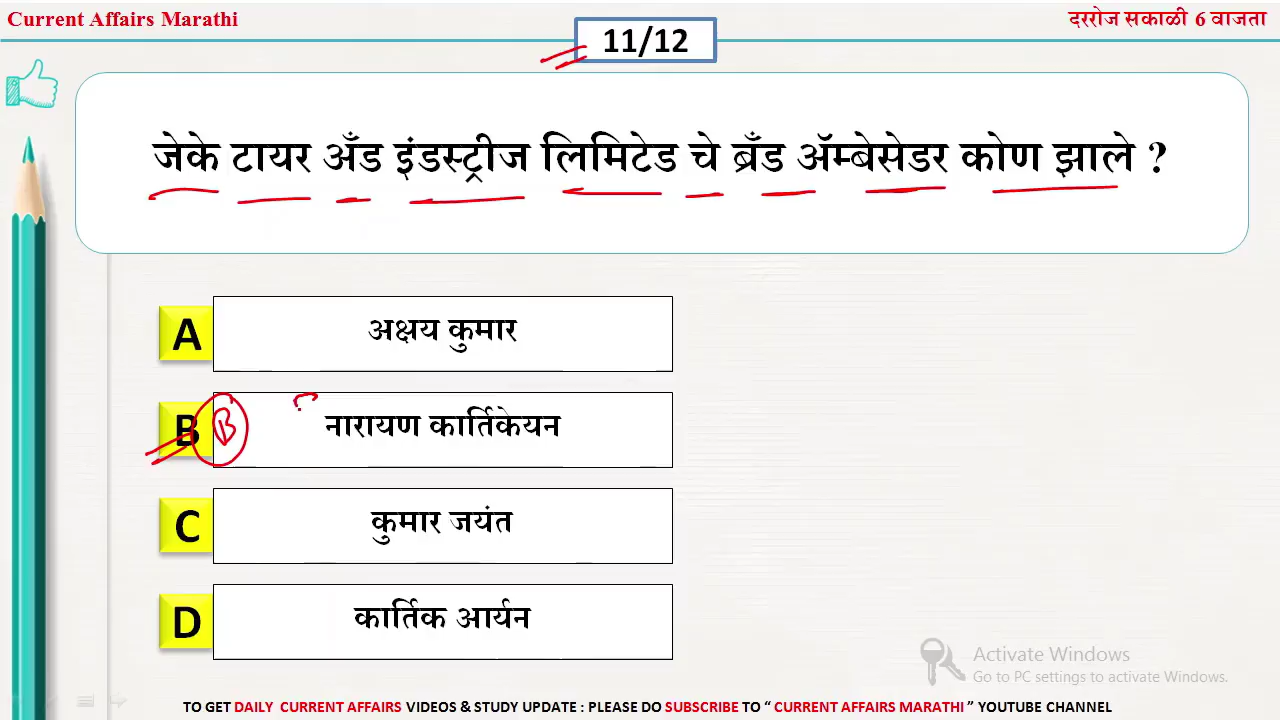 Current Affairs Marathi
दररोज सकाळी 6 वाजता
11/12
जेके टायर अँड इंडस्ट्रीज लिमिटेड चे ब्रँड ॲम्बेसेडर कोण झाले ?
A अक्षय कुमार
B B नारायण कार्तिकेयन
C कुमार जयंत
D कार्तिक आर्यन
Activate Windows
Go to PC settings to activate Windows.
TO GET DAILY CURRENT AFFAIRS VIDEOS & STUDY UPDATE : PLEASE DO SUBSCRIBE TO “ CURRENT AFFAIRS MARATHI ” YOUTUBE CHANNEL